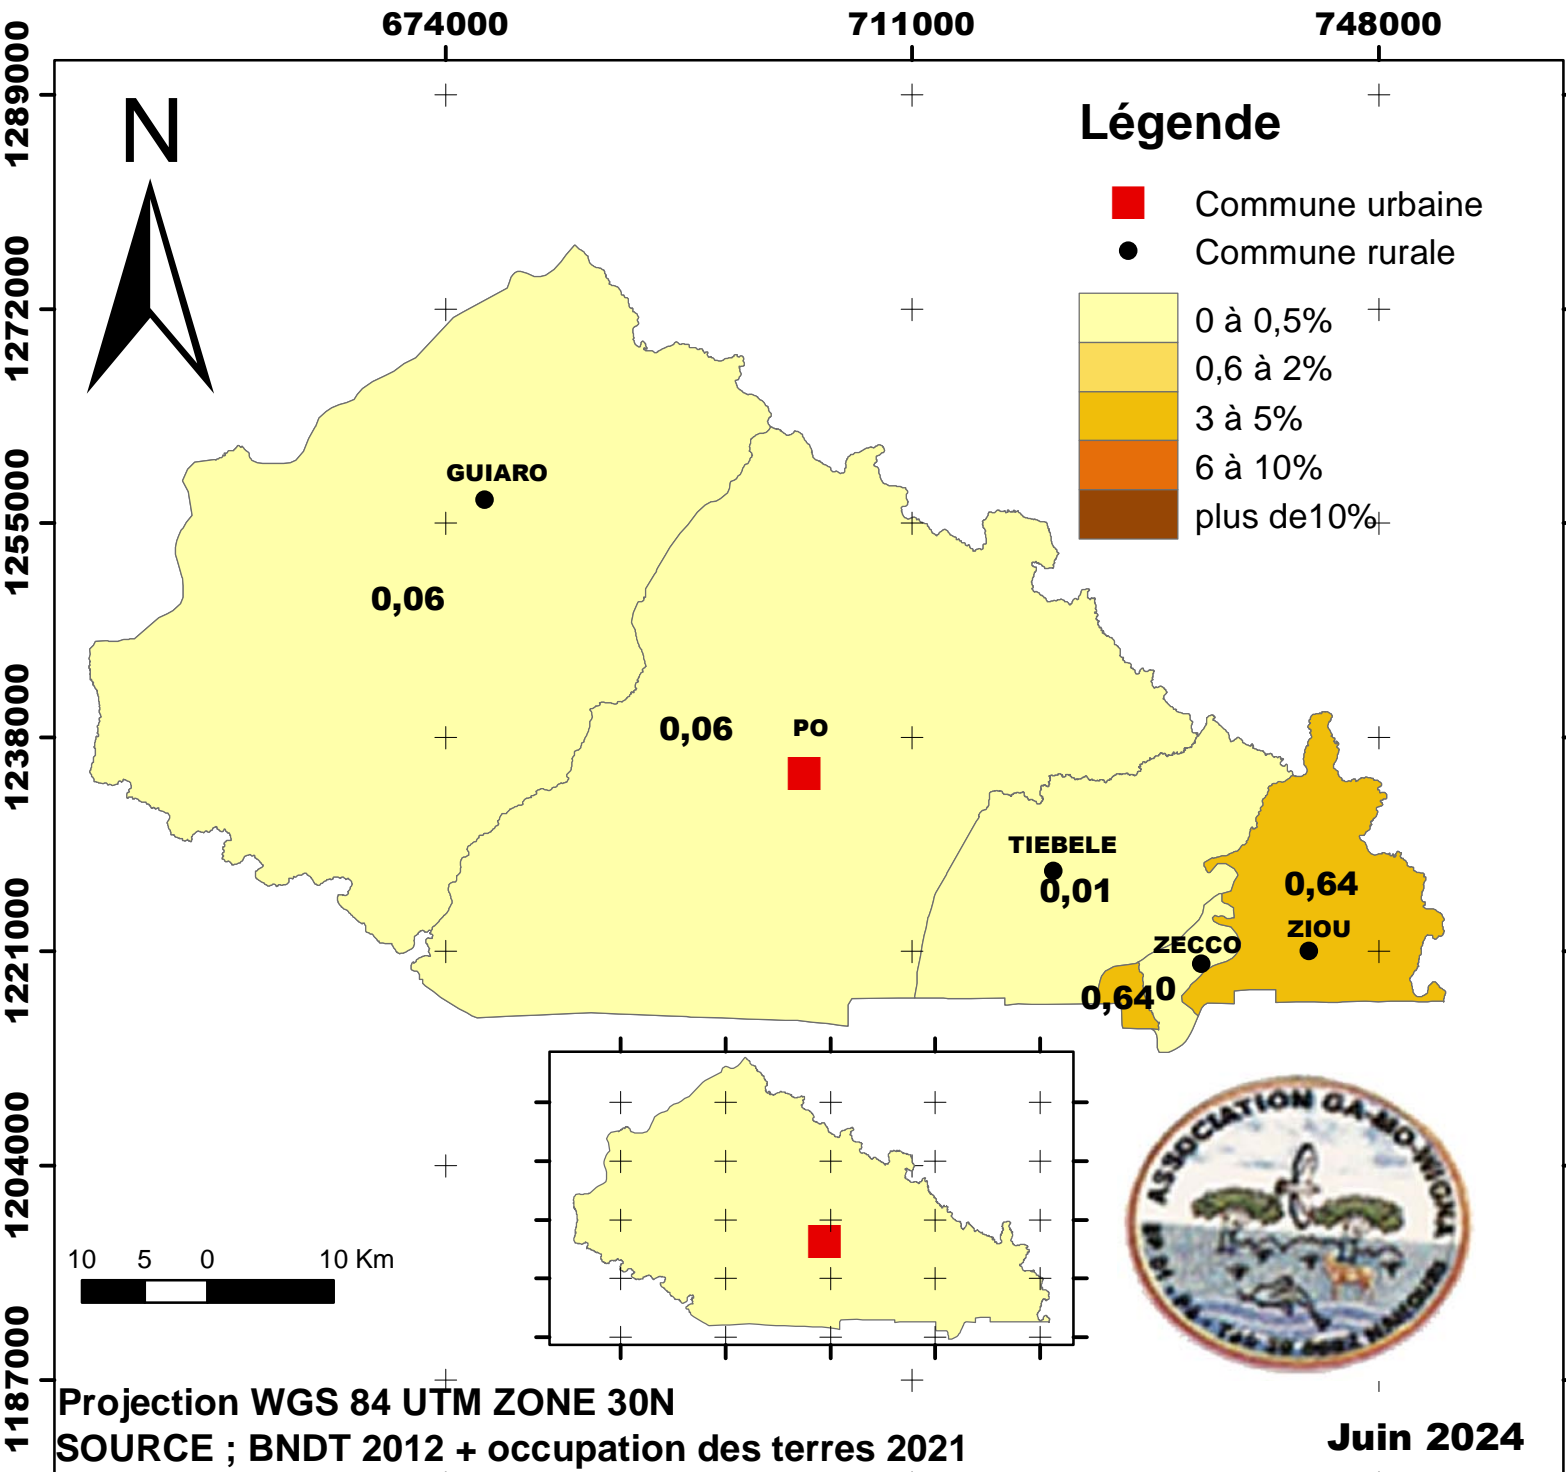 674000
711000
748000
1289000
1272000
1255000
1238000
1221000
1204000
1187000
N
Légende
Commune urbaine
Commune rurale
0 à 0,5%
0,6 à 2%
3 à 5%
6 à 10%
plus de10%
GUIARO
0,06
0,06
PO
TIEBELE
0,01
0,64
ZIOU
ZECCO
0,64
0
10 5 0 10 Km
ASSOCIATION GA-MO-WIGNA
Projection WGS 84 UTM ZONE 30N
SOURCE ; BNDT 2012 + occupation des terres 2021
Juin 2024